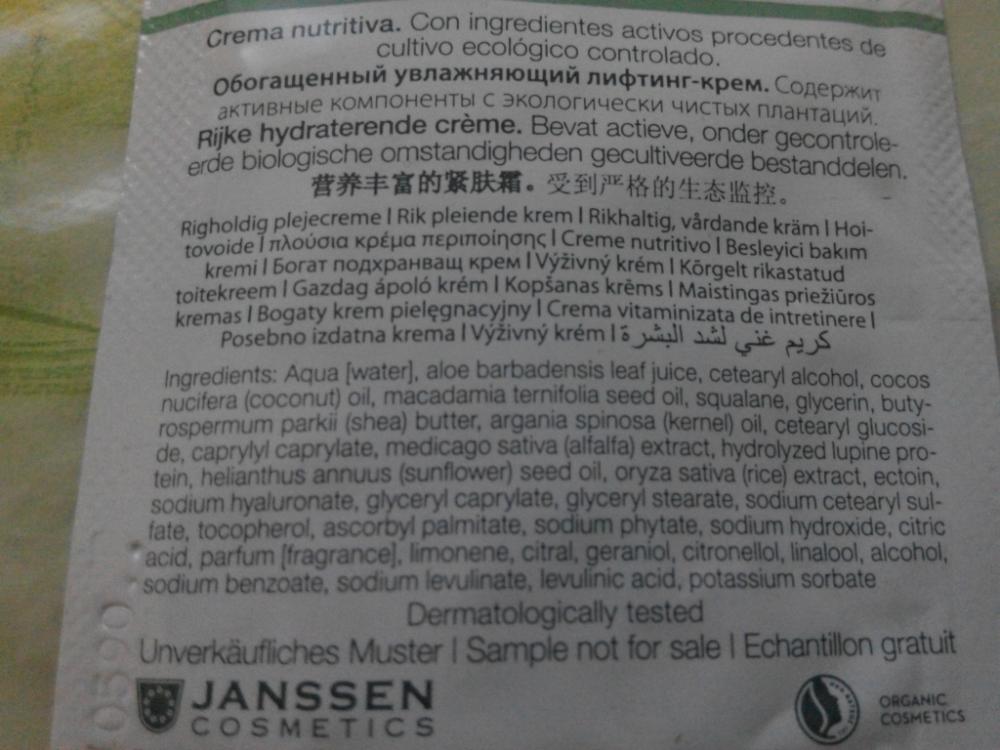 Crema nutritiva. Con ingredientes activos procedentes de
cultivo ecológico controlado.
Обогащенный увлажняющий лифтинг-крем. Содержит
активные компоненты с экологически чистых плантаций.
Rijke hydraterende crème. Bevat actieve, onder gecontrole-
erde biologische omstandigheden gecultiveerde bestanddelen.
营养丰富的紧肤霜。受到严格的生态监控。
Righoldig plejecreme | Rik pleiende krem | Rikhaltig, vårdande kräm | Hoi-
tovoide | πλούσια κρέμα περιποίησης | Creme nutritivo | Besleyici bakım
kremi | Богат подхранващ крем | Výživný krém | Kõrgelt rikastatud
toitekreem | Gazdag ápoló krém | Kopšanas krēms | Maistingas priežiūros
kremas | Bogaty krem pielęgnacyjny | Crema vitaminizata de intretinere |
Posebno izdatna krema | Výživný krém | كريم غني لشد البشرة
Ingredients: Aqua [water], aloe barbadensis leaf juice, cetearyl alcohol, cocos
nucifera (coconut) oil, macadamia ternifolia seed oil, squalane, glycerin, buty-
rospermum parkii (shea) butter, argania spinosa (kernel) oil, cetearyl glucosi-
de, caprylyl caprylate, medicago sativa (alfalfa) extract, hydrolyzed lupine pro-
tein, helianthus annuus (sunflower) seed oil, oryza sativa (rice) extract, ectoin,
sodium hyaluronate, glyceryl caprylate, glyceryl stearate, sodium cetearyl sul-
fate, tocopherol, ascorbyl palmitate, sodium phytate, sodium hydroxide, citric
acid, parfum [fragrance], limonene, citral, geraniol, citronellol, linalool, alcohol,
sodium benzoate, sodium levulinate, levulinic acid, potassium sorbate
Dermatologically tested
Unverkäufliches Muster | Sample not for sale | Echantillon gratuit
JANSSEN
COSMETICS
ORGANIC
COSMETICS